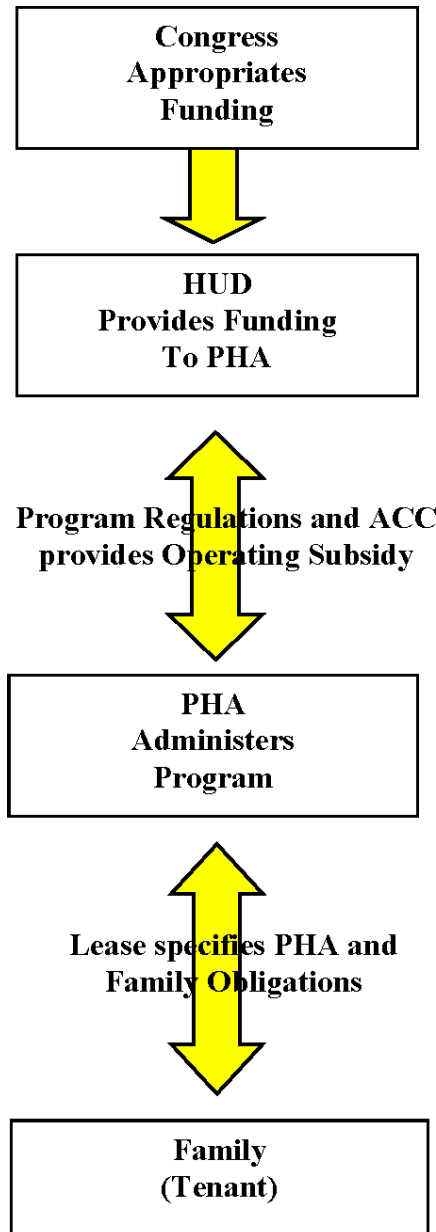 Congress
Appropriates
Funding
HUD
Provides Funding
To PHA
Program Regulations and ACC
provides Operating Subsidy
PHA
Administers
Program
Lease specifies PHA and
Family Obligations
Family
(Tenant)